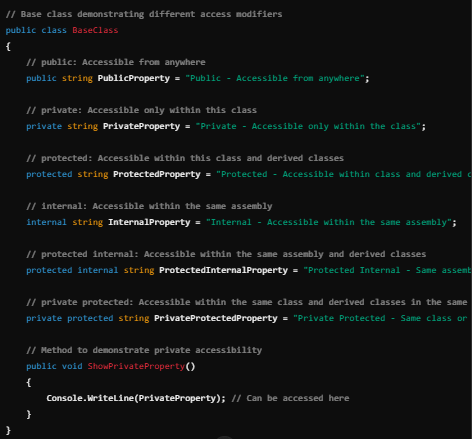 // Base class demonstrating different access modifiers
public class BaseClass
{
// public: Accessible from anywhere
public string PublicProperty = "Public - Accessible from anywhere";
// private: Accessible only within this class
private string PrivateProperty = "Private - Accessible only within the class";
// protected: Accessible within this class and derived classes
protected string ProtectedProperty = "Protected - Accessible within class and derived c
// internal: Accessible within the same assembly
internal string InternalProperty = "Internal - Accessible within the same assembly";
// protected internal: Accessible within the same assembly and derived classes
protected internal string ProtectedInternalProperty = "Protected Internal - Same assemb
// private protected: Accessible within the same class and derived classes in the same
private protected string PrivateProtectedProperty = "Private Protected - Same class or
// Method to demonstrate private accessibility
public void ShowPrivateProperty()
{
Console.WriteLine(PrivateProperty); // Can be accessed here
}
}